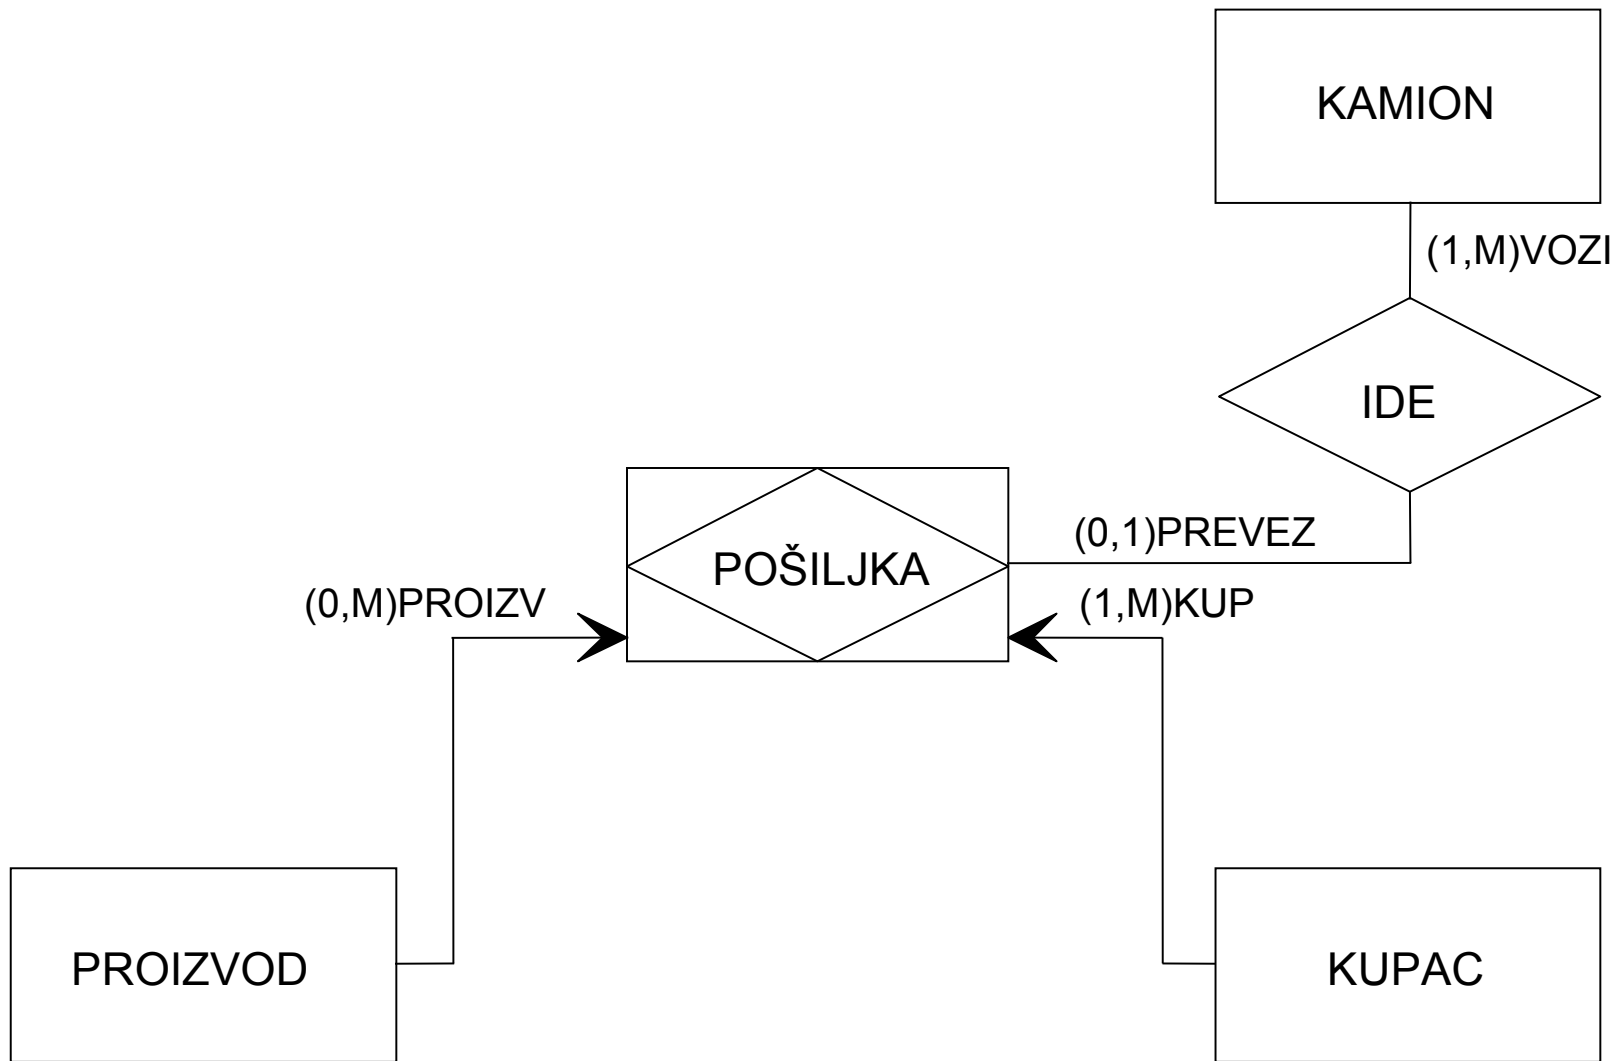 KAMION
(1,M)VOZI
IDE
(0,1)PREVEZ
POŠILJKA
(0,M)PROIZV
(1,M)KUP
PROIZVOD
KUPAC